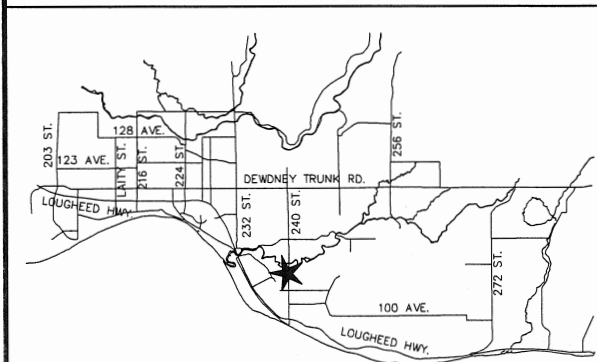 128 AVE.
123 AVE.
203 ST.
LAITY ST.
216 ST.
224 ST.
256 ST.
DEWDNEY TRUNK RD.
LOUGHEED HWY.
232 ST.
240 ST.
272 ST.
100 AVE.
LOUGHEED HWY.